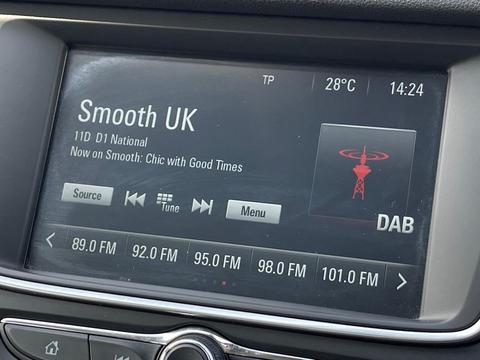 TP 28°C 14:24
Smooth UK
11D D1 National
Now on Smooth: Chic with Good Times
Source Tune Menu
DAB
89.0 FM 92.0 FM 95.0 FM 98.0 FM 101.0 FM